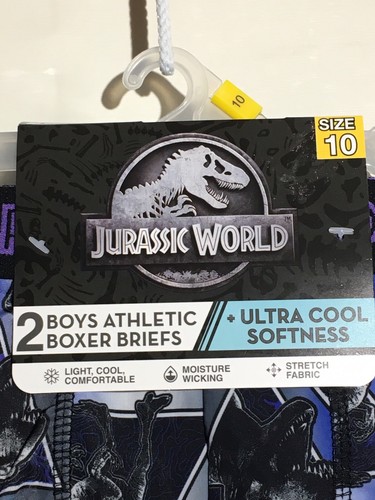 10
SIZE
10
JURASSIC WORLD
2 BOYS ATHLETIC
BOXER BRIEFS
+ ULTRA COOL
SOFTNESS
LIGHT, COOL,
COMFORTABLE
MOISTURE
WICKING
STRETCH
FABRIC